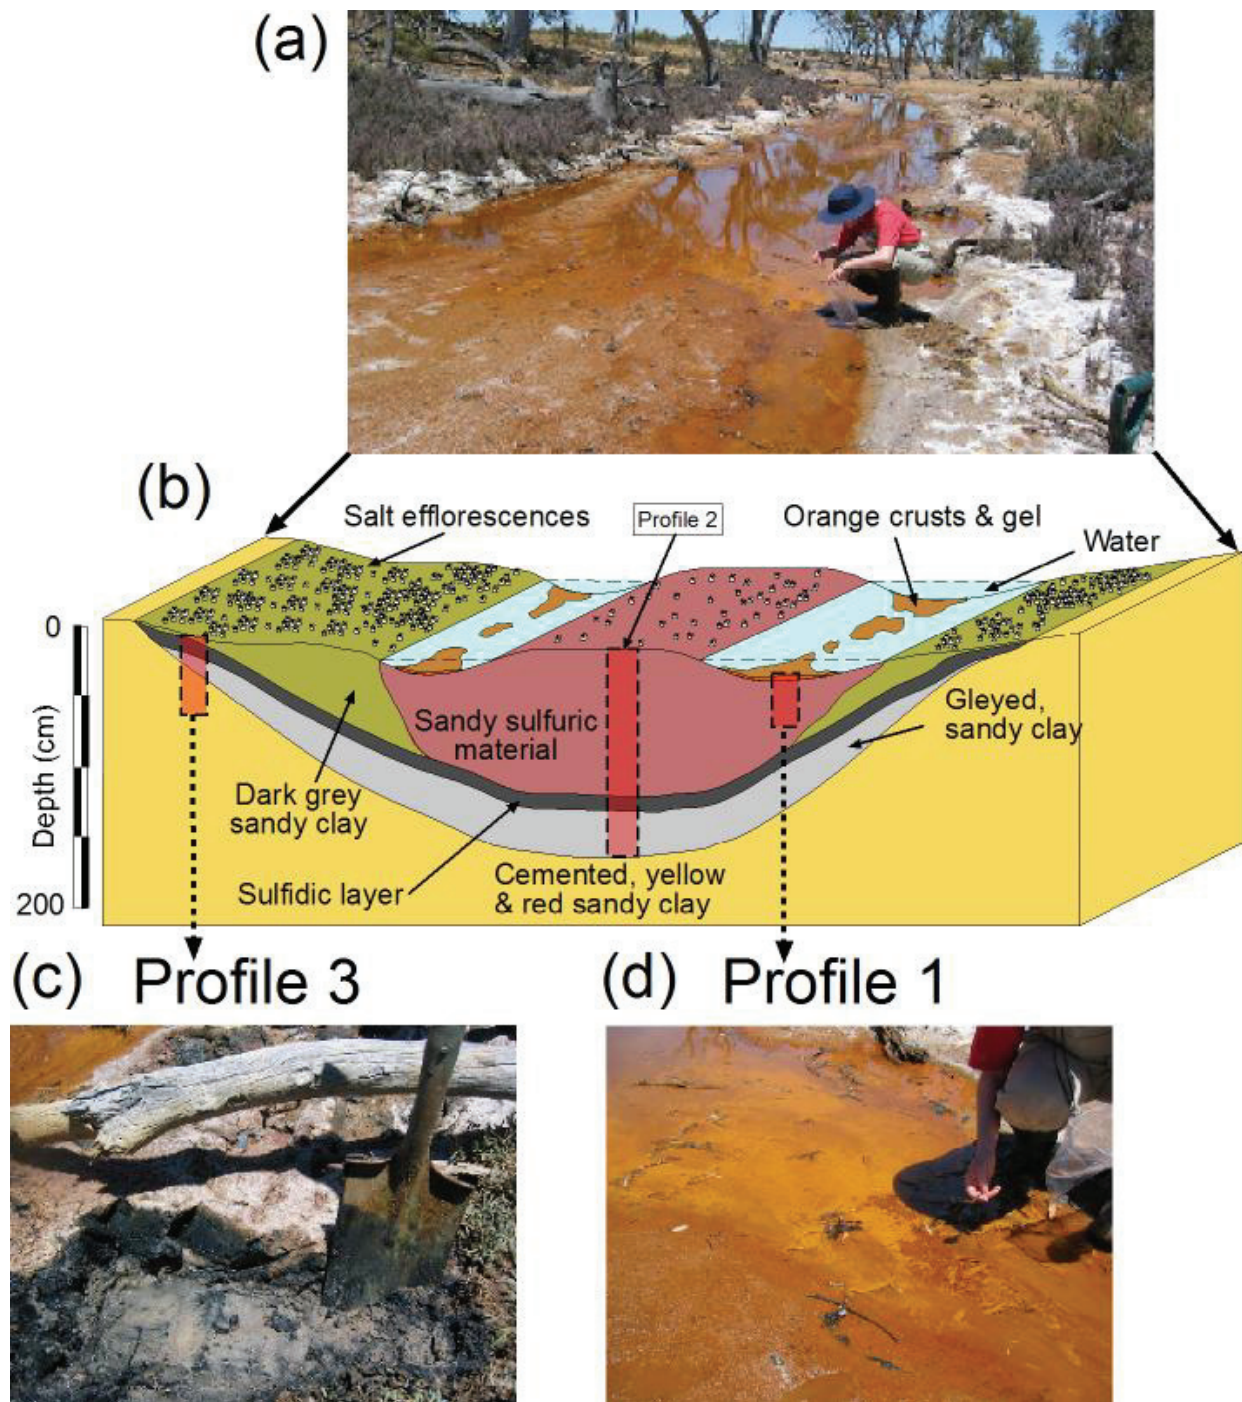 (a)
(b)
Salt efflorescences
Profile 2
Orange crusts & gel
Water
0
Depth (cm)
200
Sandy sulfuric
material
Gleyed,
sandy clay
Dark grey
sandy clay
Sulfidic layer
Cemented, yellow
& red sandy clay
(c) Profile 3
(d) Profile 1